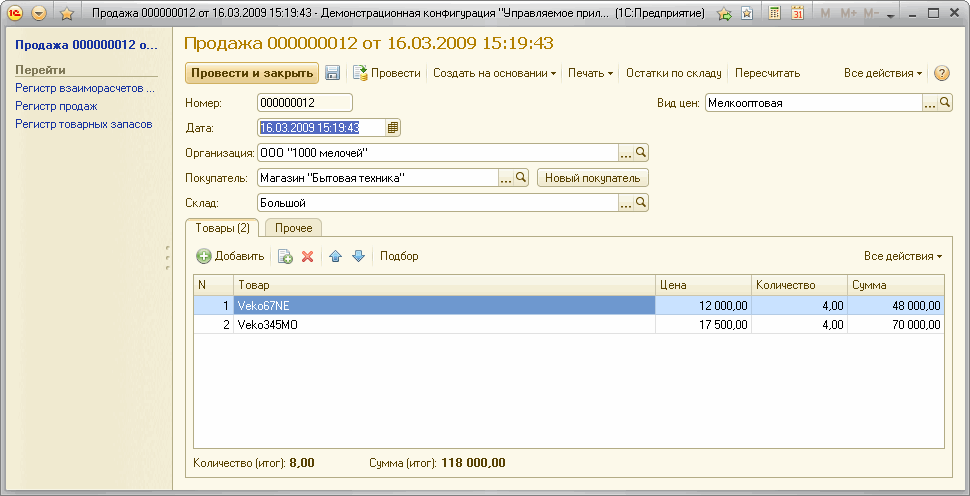 Продажа 000000012 от 16.03.2009 15:19:43 - Демонстрационная конфигурация "Управляемое прил... [1С:Предприятие] M M+ M-
Продажа 000000012 о...
Перейти
Регистр взаиморасчетов ...
Регистр продаж
Регистр товарных запасов
Продажа 000000012 от 16.03.2009 15:19:43
Провести и закрыть Провести Создать на основании Печать Остатки по складу Пересчитать Все действия ?
Номер: 000000012 Вид цен: Мелкооптовая ...
Дата: 16.03.2009 15:19:43
Организация: ООО "1000 мелочей" ...
Покупатель: Магазин "Бытовая техника" ... Новый покупатель
Склад: Большой ...
Товары (2) Прочее
Добавить Подбор Все действия
N Товар Цена Количество Сумма
1 Veko67NE 12 000,00 4,00 48 000,00
2 Veko345MO 17 500,00 4,00 70 000,00
Количество (итог): 8,00 Сумма (итог): 118 000,00